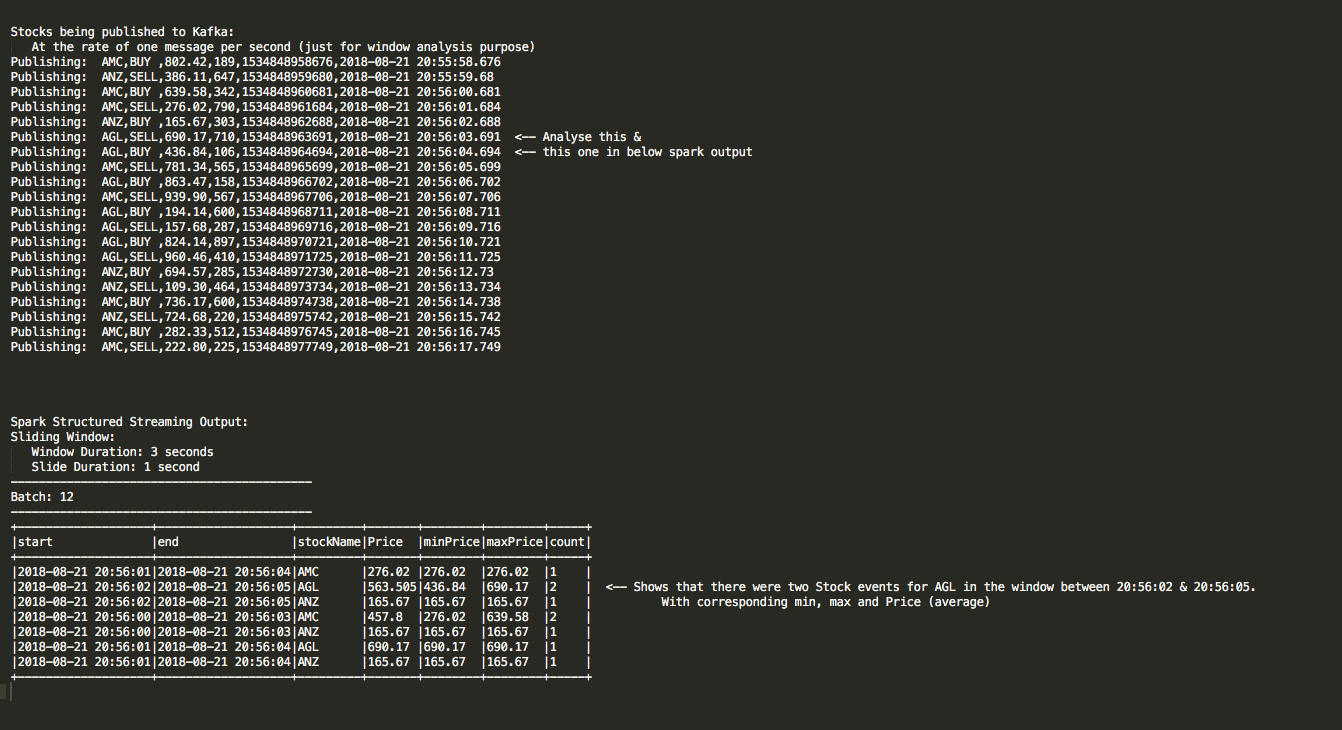 Stocks being published to Kafka:
At the rate of one message per second (just for window analysis purpose)
Publishing:  AMC,BUY ,802.42,189,1534848958676,2018-08-21 20:55:58.676
Publishing:  ANZ,SELL,386.11,647,1534848959680,2018-08-21 20:55:59.68
Publishing:  AMC,BUY ,639.58,342,1534848960681,2018-08-21 20:56:00.681
Publishing:  AMC,SELL,276.02,790,1534848961684,2018-08-21 20:56:01.684
Publishing:  ANZ,BUY ,165.67,303,1534848962688,2018-08-21 20:56:02.688
Publishing:  AGL,SELL,690.17,710,1534848963691,2018-08-21 20:56:03.691  <-- Analyse this &
Publishing:  AGL,BUY ,436.84,106,1534848964694,2018-08-21 20:56:04.694  <-- this one in below spark output
Publishing:  AMC,SELL,781.34,565,1534848965699,2018-08-21 20:56:05.699
Publishing:  AGL,BUY ,863.47,158,1534848966702,2018-08-21 20:56:06.702
Publishing:  AMC,SELL,939.90,567,1534848967706,2018-08-21 20:56:07.706
Publishing:  AGL,BUY ,194.14,600,1534848968711,2018-08-21 20:56:08.711
Publishing:  AGL,SELL,157.68,287,1534848969716,2018-08-21 20:56:09.716
Publishing:  AGL,BUY ,824.14,897,1534848970721,2018-08-21 20:56:10.721
Publishing:  AGL,SELL,960.46,410,1534848971725,2018-08-21 20:56:11.725
Publishing:  ANZ,BUY ,694.57,285,1534848972730,2018-08-21 20:56:12.73
Publishing:  ANZ,SELL,109.30,464,1534848973734,2018-08-21 20:56:13.734
Publishing:  AMC,BUY ,736.17,600,1534848974738,2018-08-21 20:56:14.738
Publishing:  ANZ,SELL,724.68,220,1534848975742,2018-08-21 20:56:15.742
Publishing:  AMC,BUY ,282.33,512,1534848976745,2018-08-21 20:56:16.745
Publishing:  AMC,SELL,222.80,225,1534848977749,2018-08-21 20:56:17.749
Spark Structured Streaming Output:
Sliding Window:
Window Duration: 3 seconds
Slide Duration: 1 second
-------------------------------------------
Batch: 12
-------------------------------------------
+-------------------+-------------------+---------+-------+--------+--------+-----+
|start              |end                |stockName|Price  |minPrice|maxPrice|count|
+-------------------+-------------------+---------+-------+--------+--------+-----+
|2018-08-21 20:56:01|2018-08-21 20:56:04|AMC      |276.02 |276.02  |276.02  |1    |
|2018-08-21 20:56:02|2018-08-21 20:56:05|AGL      |563.505|436.84  |690.17  |2    |  <-- Shows that there were two Stock events for AGL in the window between 20:56:02 & 20:56:05.
|2018-08-21 20:56:02|2018-08-21 20:56:05|ANZ      |165.67 |165.67  |165.67  |1    |          With corresponding min, max and Price (average)
|2018-08-21 20:56:00|2018-08-21 20:56:03|AMC      |457.8  |276.02  |639.58  |2    |
|2018-08-21 20:56:00|2018-08-21 20:56:03|ANZ      |165.67 |165.67  |165.67  |1    |
|2018-08-21 20:56:01|2018-08-21 20:56:04|AGL      |690.17 |690.17  |690.17  |1    |
|2018-08-21 20:56:01|2018-08-21 20:56:04|ANZ      |165.67 |165.67  |165.67  |1    |
+-------------------+-------------------+---------+-------+--------+--------+-----+